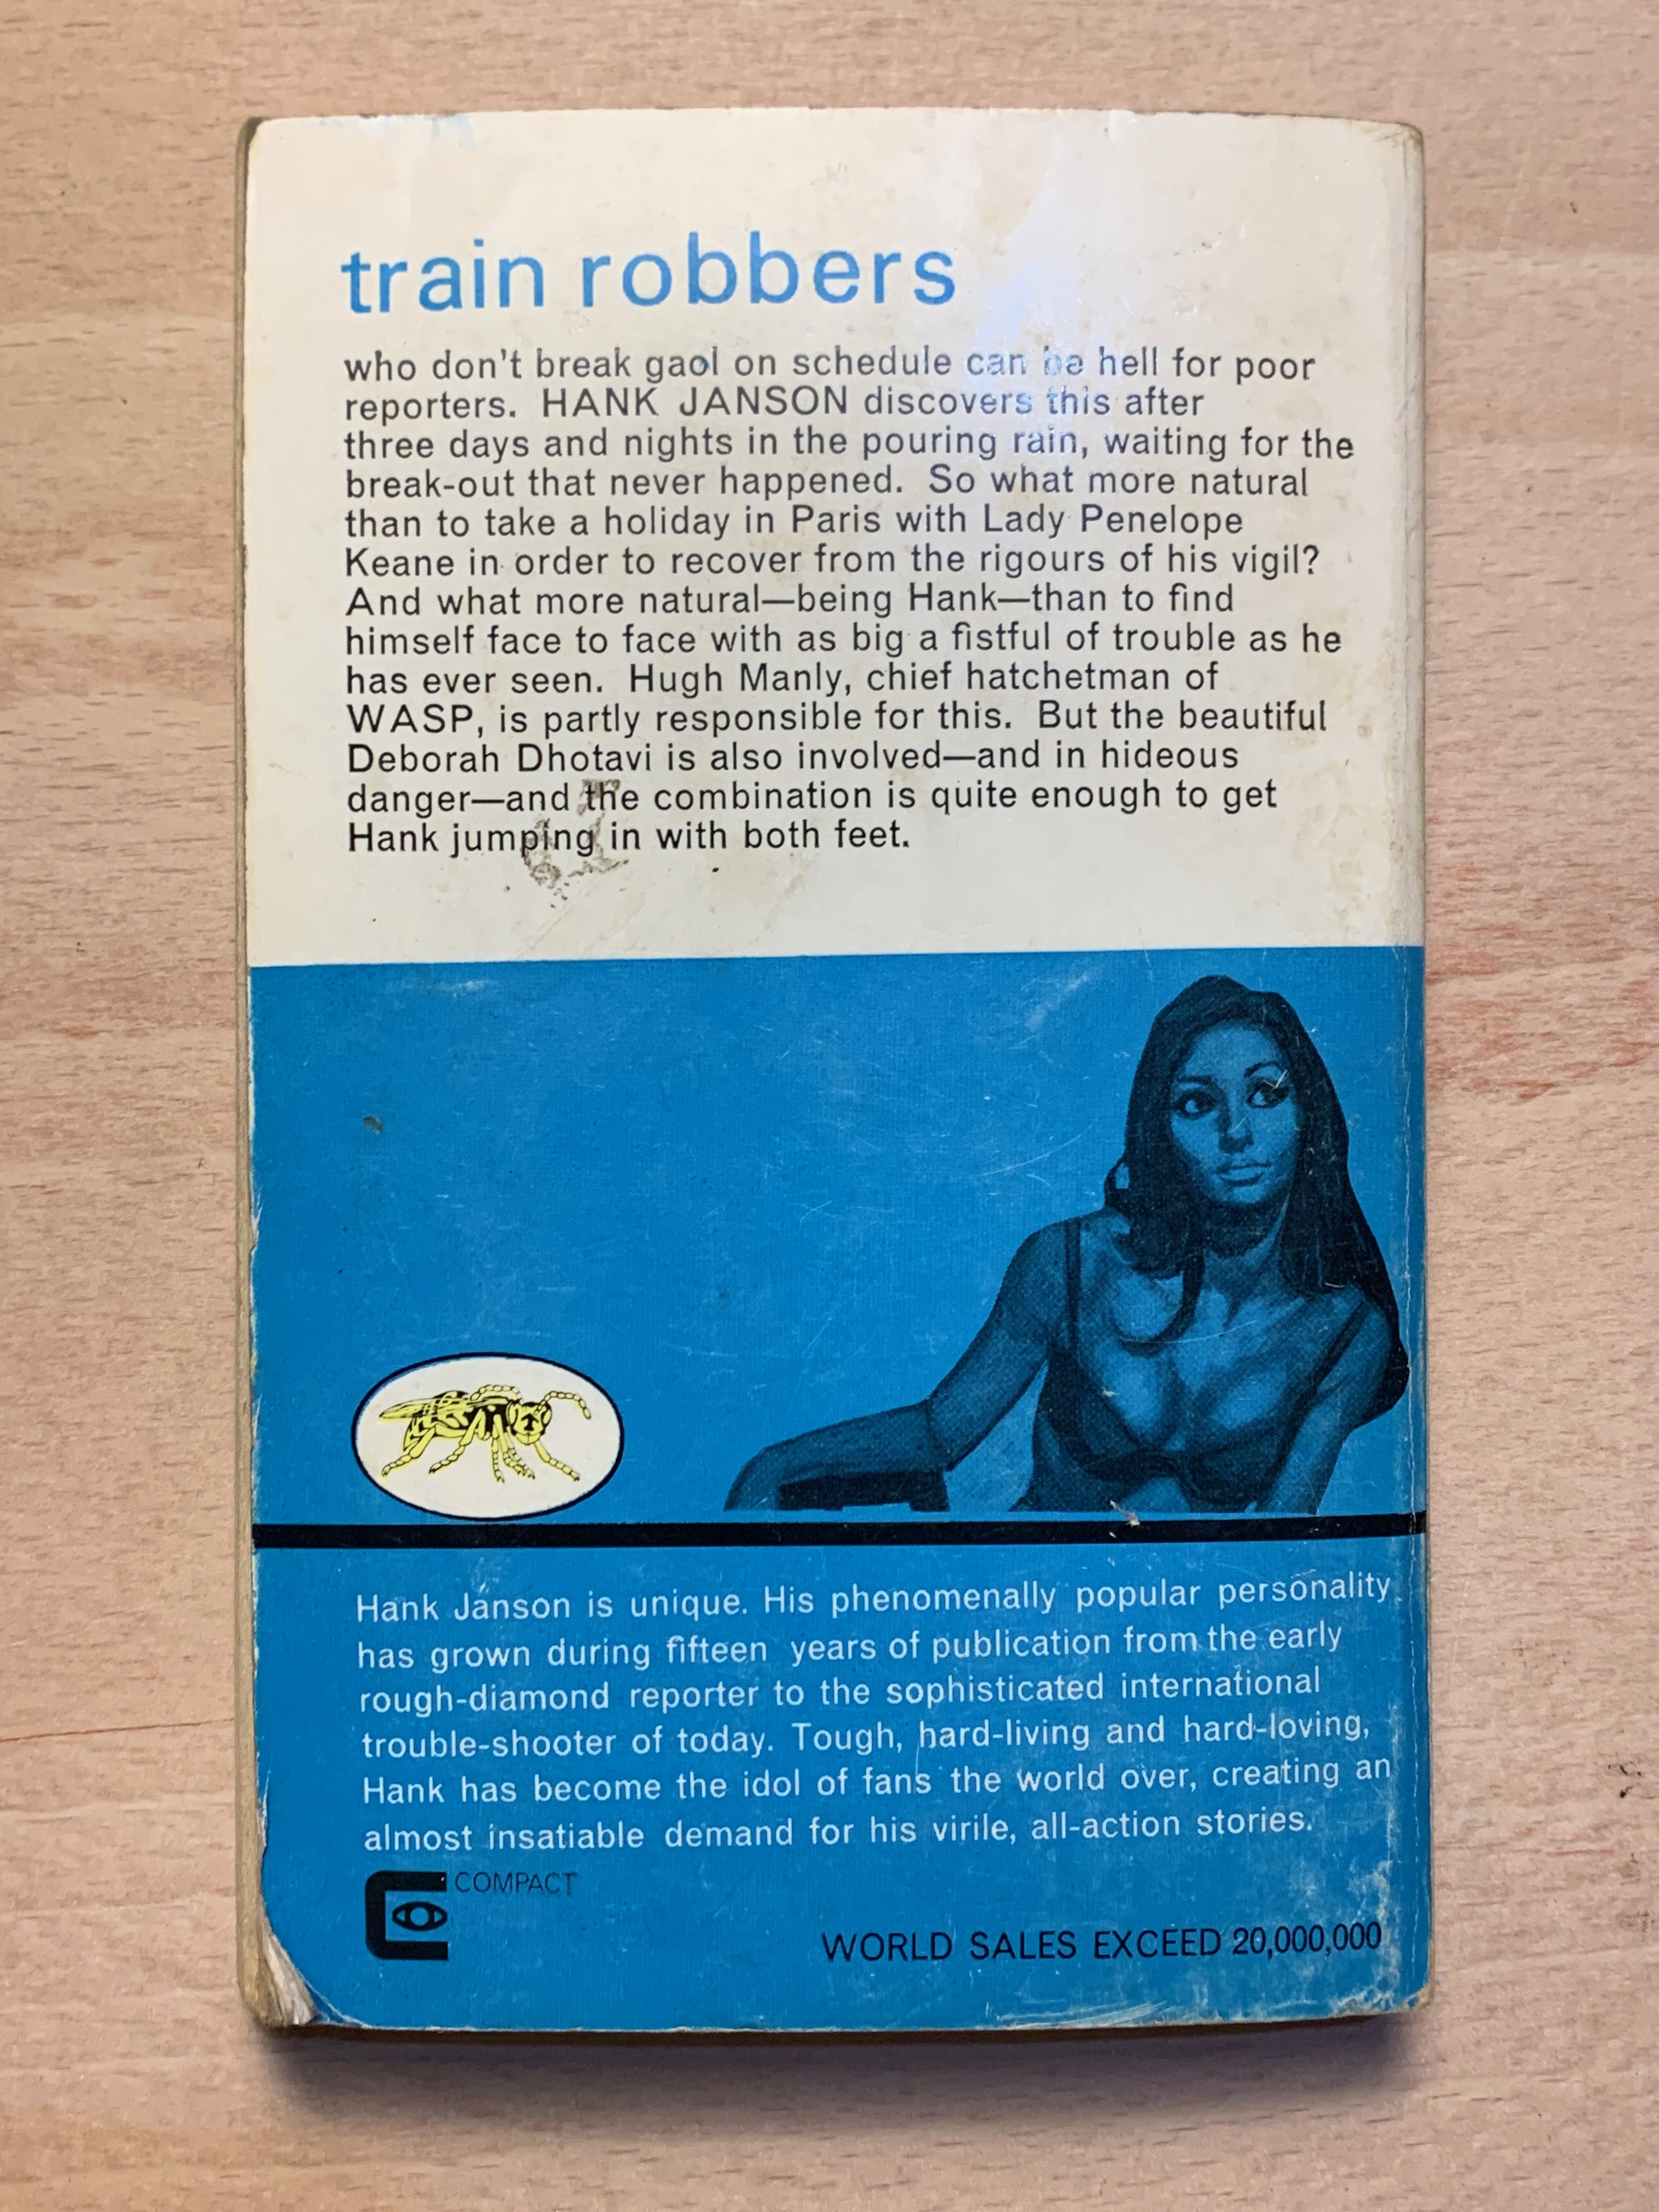 train robbers
who don't break gaol on schedule can be hell for poor
reporters. HANK JANSON discovers this after
three days and nights in the pouring rain, waiting for the
break-out that never happened. So what more natural
than to take a holiday in Paris with Lady Penelope
Keane in order to recover from the rigours of his vigil?
And what more natural—being Hank—than to find
himself face to face with as big a fistful of trouble as he
has ever seen. Hugh Manly, chief hatchetman of
WASP, is partly responsible for this. But the beautiful
Deborah Dhotavi is also involved—and in hideous
danger—and the combination is quite enough to get
Hank jumping in with both feet.
Hank Janson is unique. His phenomenally popular personality
has grown during fifteen years of publication from the early
rough-diamond reporter to the sophisticated international
trouble-shooter of today. Tough, hard-living and hard-loving,
Hank has become the idol of fans the world over, creating an
almost insatiable demand for his virile, all-action stories.
COMPACT
WORLD SALES EXCEED 20,000,000